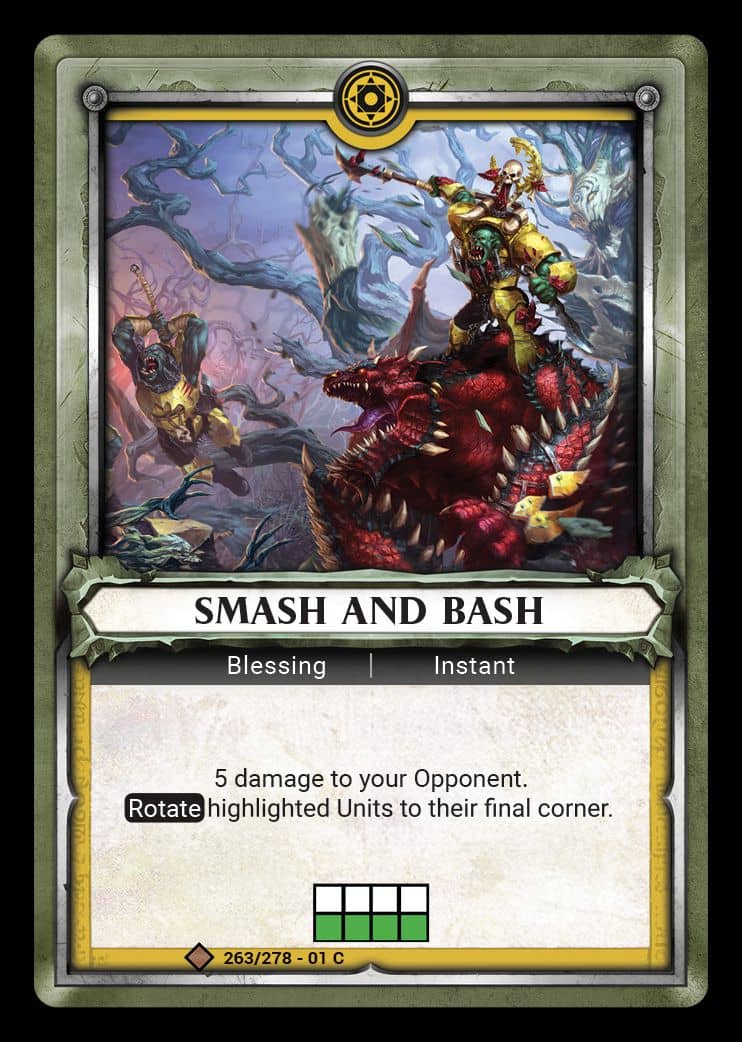 SMASH AND BASH
Blessing | Instant
5 damage to your Opponent.
Rotate highlighted Units to their final corner.
263/278 - 01 C